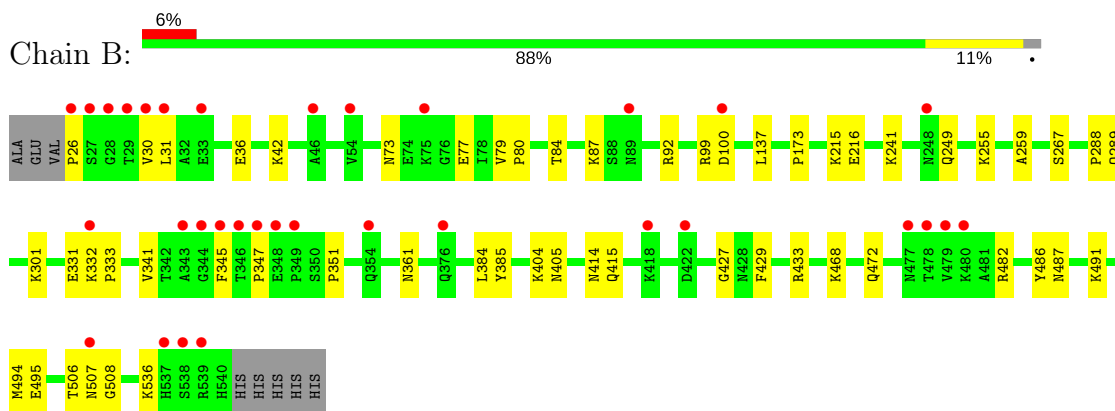 6%
Chain B:
88% 11% •
ALA GLU VAL P26 S27 G28 T29 V30 L31 A32 E33 E36 K42 A46 V54 N73 E74 K75 G76 E77 I78 V79 P80 T84 K87 S88 N89 R92 R99 D100 L137 P173 K215 E216 K241 N248 Q249 K255 A259 S267 P288
K301 E331 K332 P333 V341 T342 A343 G344 F345 T346 P347 E348 P349 S350 P351 Q354 N361 Q376 L384 Y385 K404 N405 N414 Q415 K418 D422 G427 N428 F429 R433 K468 Q472 N477 T478 V479 K480 A481 R482 Y486 N487 K491
M494 E495 T506 N507 G508 K536 H537 S538 R539 H540 HIS HIS HIS HIS HIS